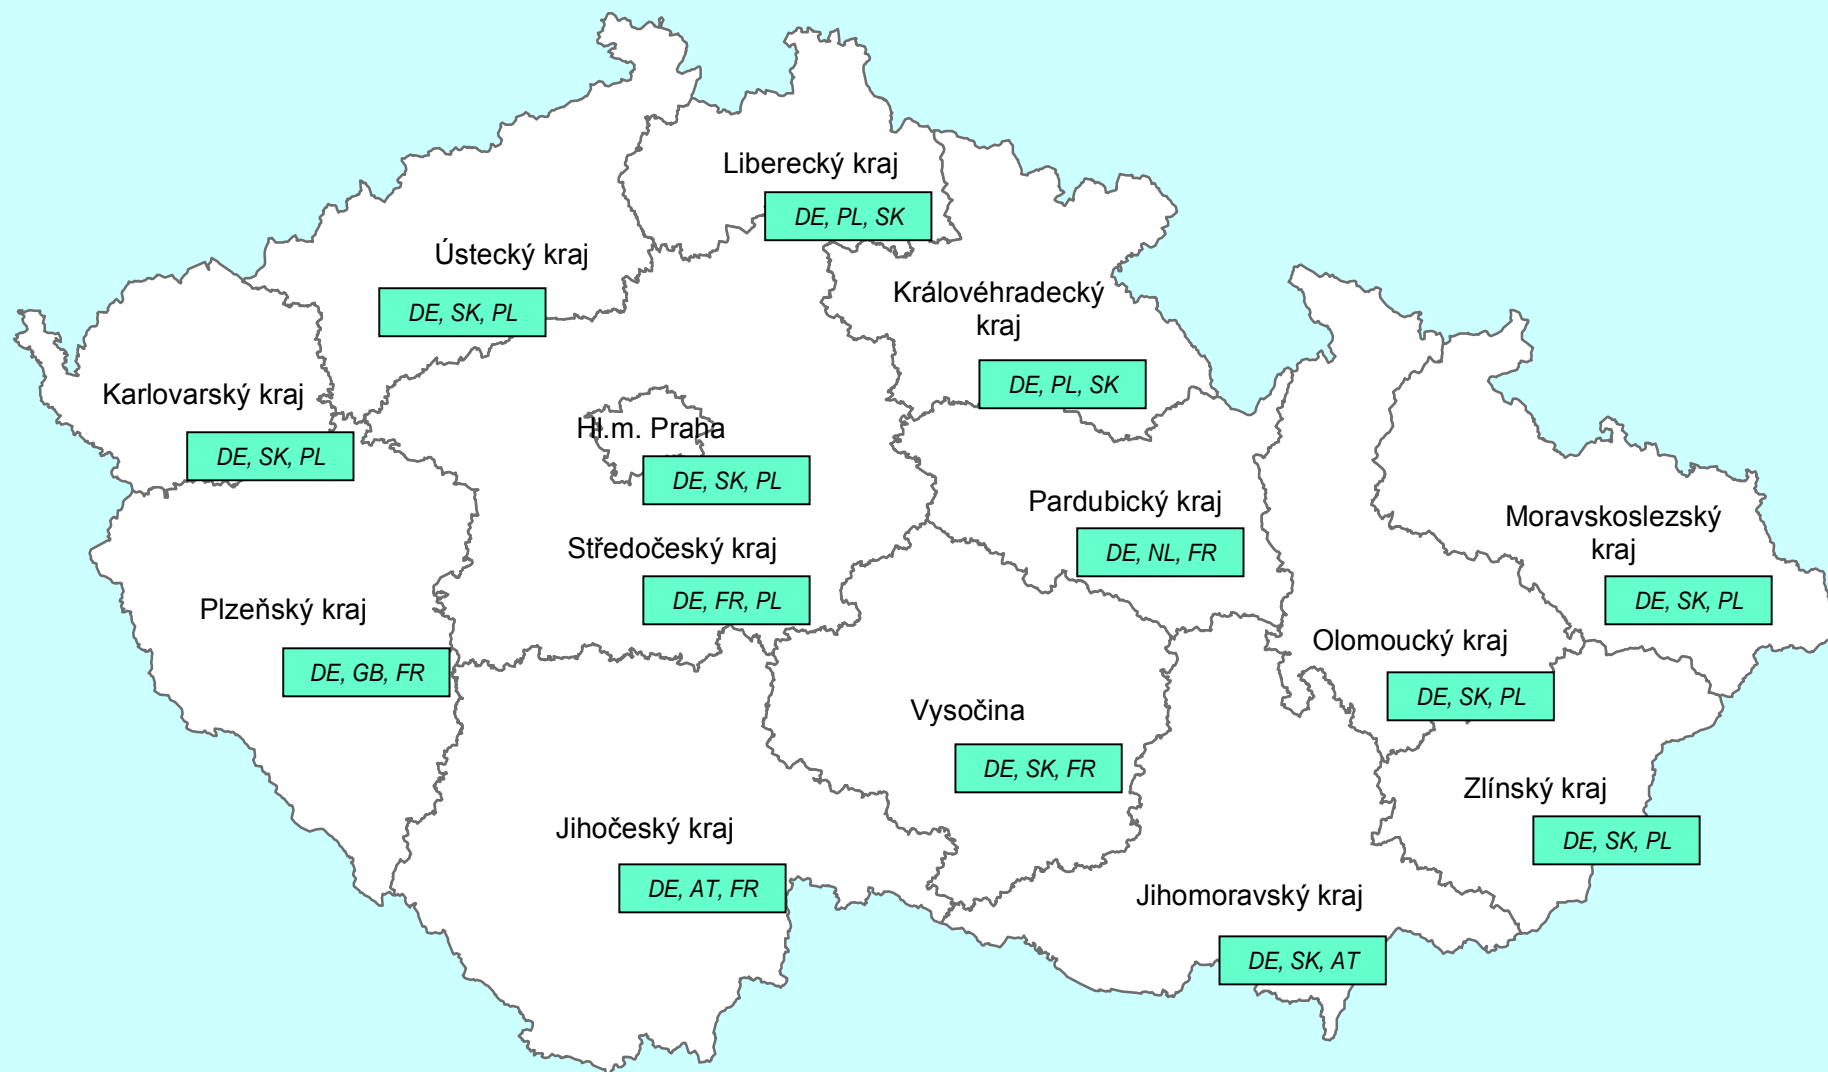 Liberecký kraj
DE, PL, SK
Ústecký kraj
DE, SK, PL
Královéhradecký
kraj
DE, PL, SK
Karlovarský kraj
DE, SK, PL
Hl.m. Praha
DE, SK, PL
Pardubický kraj
DE, NL, FR
Moravskoslezský
kraj
DE, SK, PL
Středočeský kraj
DE, FR, PL
Plzeňský kraj
DE, GB, FR
Olomoucký kraj
DE, SK, PL
Vysočina
DE, SK, FR
Zlínský kraj
DE, SK, PL
Jihočeský kraj
DE, AT, FR
Jihomoravský kraj
DE, SK, AT